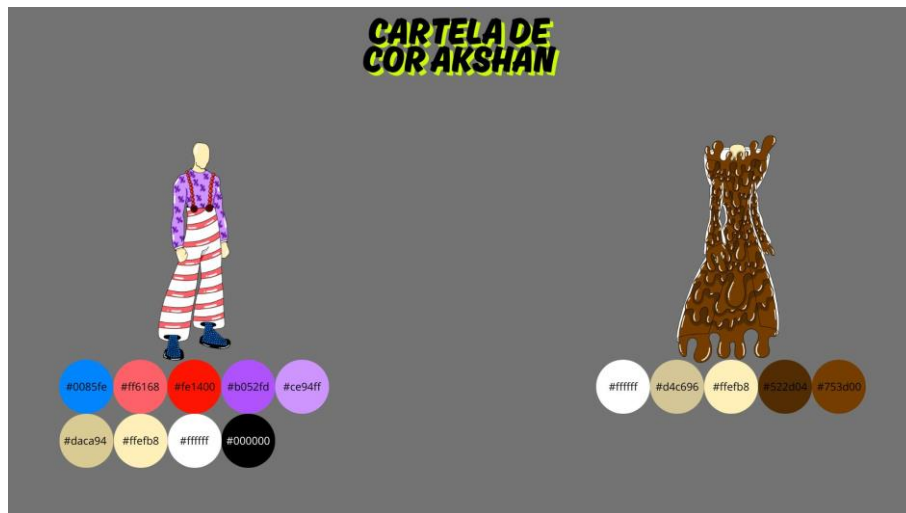 CARTELA DE
COR AKSHAN
#0085fe
#ff6168
#fe1400
#b052fd
#ce94ff
#daca94
#ffefb8
#ffffff
#000000
#ffffff
#d4c696
#ffefb8
#522d04
#753d00